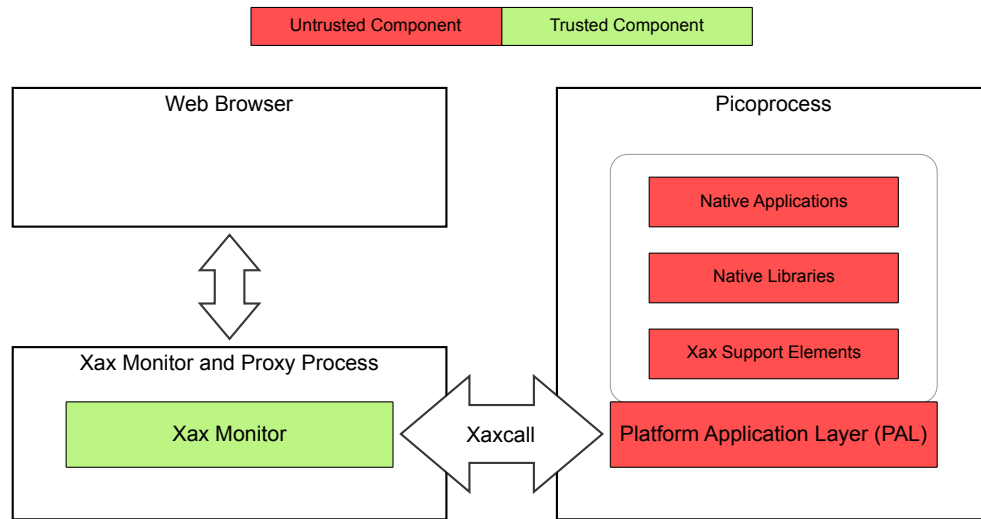 Untrusted Component
Trusted Component
Web Browser
Picoprocess
Native Applications
Native Libraries
Xax Support Elements
Xax Monitor and Proxy Process
Xax Monitor
Xaxcall
Platform Application Layer (PAL)